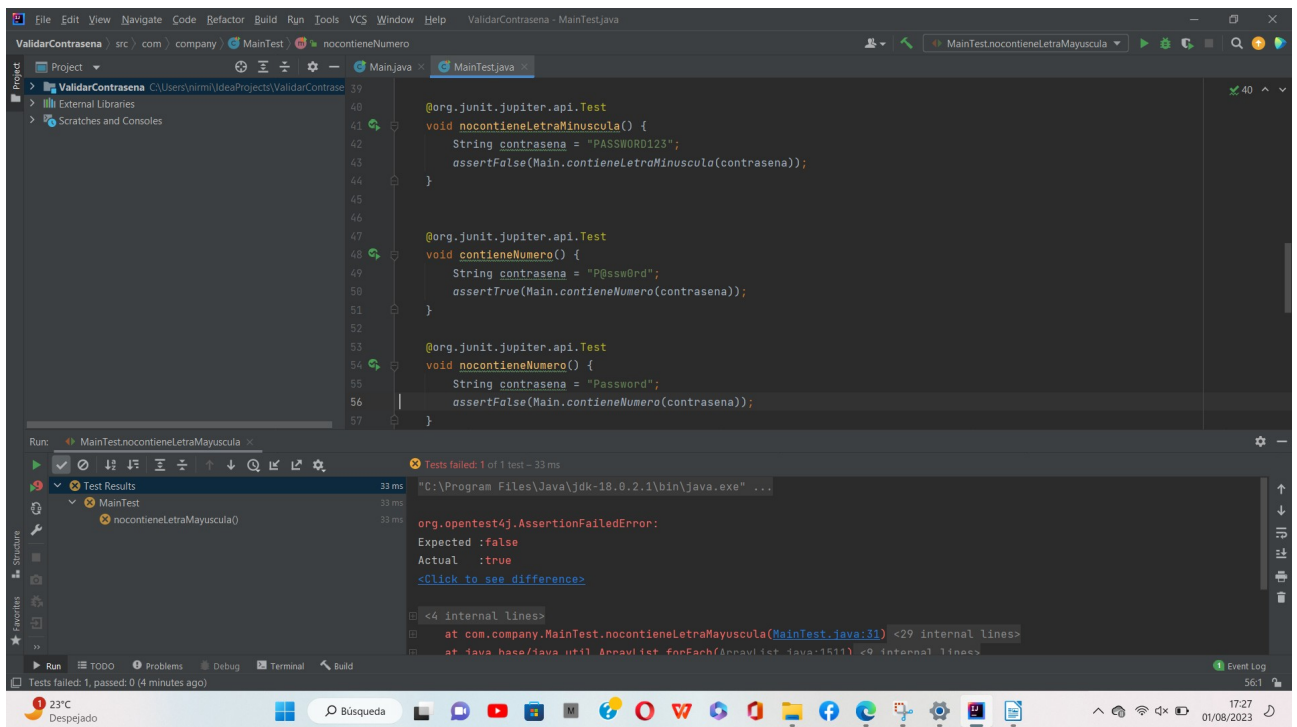 File Edit View Navigate Code Refactor Build Run Tools VCS Window Help ValidarContrasena - MainTest.java
ValidarContrasena src com company MainTest nocontieneNumero MainTest.nocontieneLetraMayuscula
Project Main.java MainTest.java
Project
ValidarContrasena C:\Users\nirmi\IdeaProjects\ValidarContrase
External Libraries
Scratches and Consoles
39
40
40 @org.junit.jupiter.api.Test
41 void nocontieneLetraMinuscula() {
42 String contrasena = "PASSWORD123";
43 assertFalse(Main.contieneLetraMinuscula(contrasena));
44 }
45
46
47 @org.junit.jupiter.api.Test
48 void contieneNumero() {
49 String contrasena = "P@ssw0rd";
50 assertTrue(Main.contieneNumero(contrasena));
51 }
52
53 @org.junit.jupiter.api.Test
54 void nocontieneNumero() {
55 String contrasena = "Password";
56 assertFalse(Main.contieneNumero(contrasena));
57 }
Run: MainTest.nocontieneLetraMayuscula
Tests failed: 1 of 1 test – 33 ms
Test Results 33 ms
MainTest 33 ms
nocontieneLetraMayuscula() 33 ms
"C:\Program Files\Java\jdk-18.0.2.1\bin\java.exe" ...
org.opentest4j.AssertionFailedError:
Expected :false
Actual :true
<Click to see difference>
<4 internal lines>
at com.company.MainTest.nocontieneLetraMayuscula(MainTest.java:31) <29 internal lines>
at java.base/java.util.ArrayList.forEach(ArrayList.java:1511) <9 internal lines>
Structure
Favorites
Run TODO Problems Debug Terminal Build Event Log
Tests failed: 1, passed: 0 (4 minutes ago) 56:1
1 23°C
Despejado
Búsqueda
17:27
01/08/2023